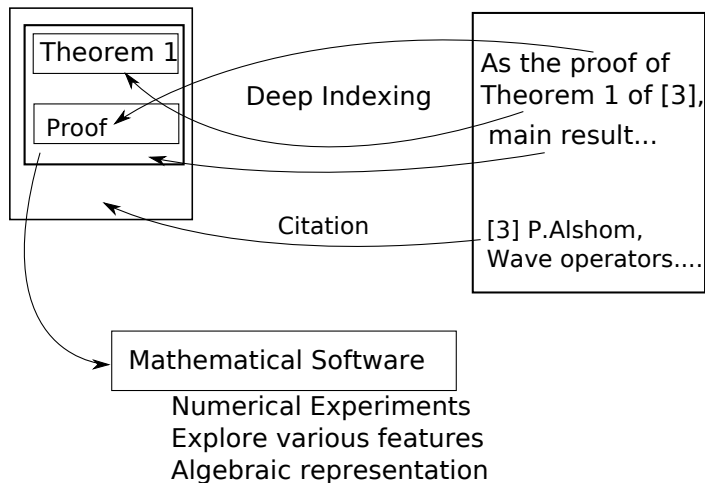 Theorem 1
Proof
Deep Indexing
Citation
As the proof of
Theorem 1 of [3],
main result...
[3] P.Alshom,
Wave operators....
Mathematical Software
Numerical Experiments
Explore various features
Algebraic representation